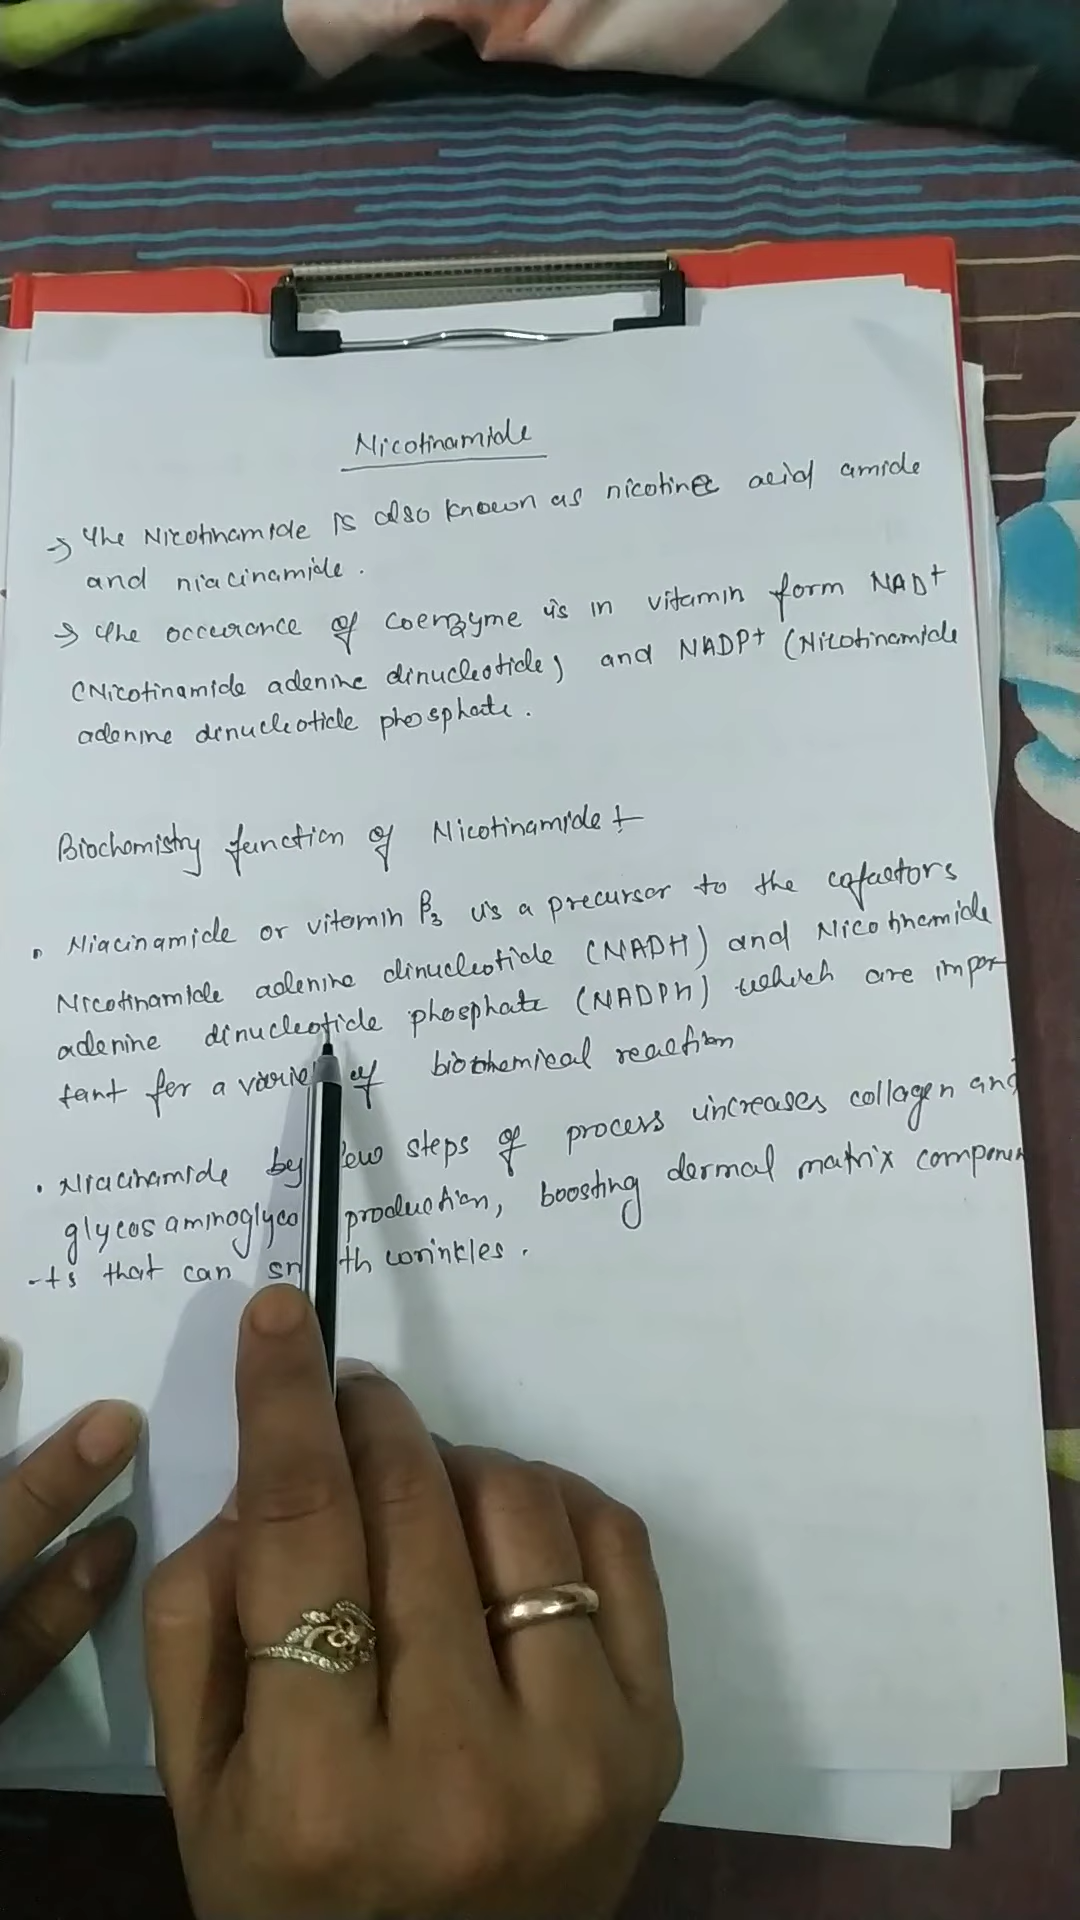 Nicotinamide
→ The Nicotinamide is also known as nicotine acid amide
and niacinamide.
→ The occurance of coenzyme is in vitamin form NAD+
(Nicotinamide adenine dinucleotide) and NADP+ (Nicotinamide
adenine dinucleotide phosphate.
Biochemistry function of Nicotinamide :-
• Niacinamide or vitamin B3 is a precursor to the cofactors
Nicotinamide adenine dinucleotide (NADH) and Nicotinamide
adenine dinucleotide phosphate (NADPH) which are impor
tant for a of biochemical reaction
• Niacinamide by few steps of process increases collagen and
production, boosting dermal matrix componen
-ts that can wrinkles.